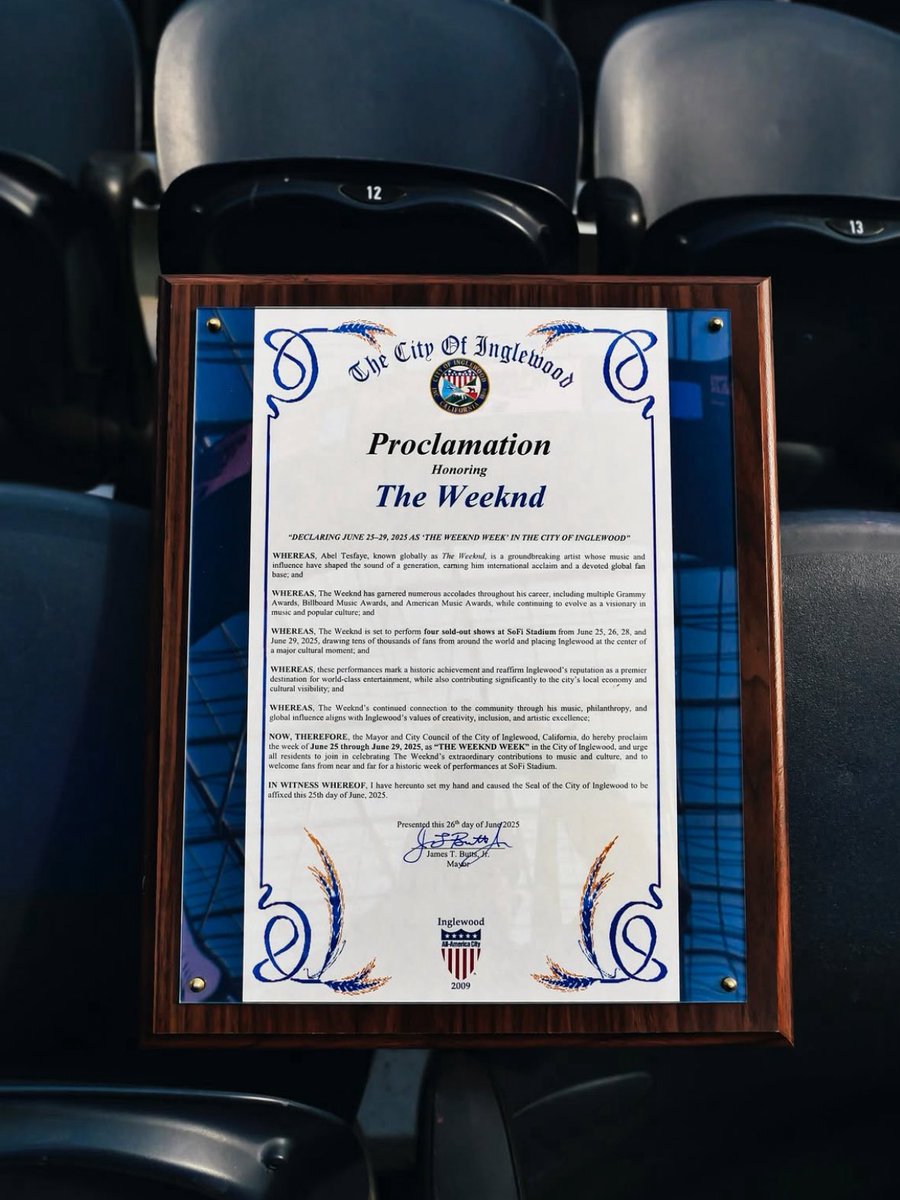 12
13
The City Of Inglewood
CITY OF INGLEWOOD
CALIFORNIA
Proclamation
Honoring
The Weeknd
“DECLARING JUNE 25–29, 2025 AS ‘THE WEEKND WEEK’ IN THE CITY OF INGLEWOOD”
WHEREAS, Abel Tesfaye, known globally as The Weeknd, is a groundbreaking artist whose music and
influence have shaped the sound of a generation, earning him international acclaim and a devoted global fan
base; and
WHEREAS, The Weeknd has garnered numerous accolades throughout his career, including multiple Grammy
Awards, Billboard Music Awards, and American Music Awards, while continuing to evolve as a visionary in
music and popular culture; and
WHEREAS, The Weeknd is set to perform four sold-out shows at SoFi Stadium from June 25, 26, 28, and
June 29, 2025, drawing tens of thousands of fans from around the world and placing Inglewood at the center of
a major cultural moment; and
WHEREAS, these performances mark a historic achievement and reaffirm Inglewood’s reputation as a premier
destination for world-class entertainment, while also contributing significantly to the city’s local economy and
cultural visibility; and
WHEREAS, The Weeknd’s continued connection to the community through his music, philanthropy, and
global influence aligns with Inglewood’s values of creativity, inclusion, and artistic excellence;
NOW, THEREFORE, the Mayor and City Council of the City of Inglewood, California, do hereby proclaim
the week of June 25 through June 29, 2025, as “THE WEEKND WEEK” in the City of Inglewood, and urge
all residents to join in celebrating The Weeknd’s extraordinary contributions to music and culture, and to
welcome fans from near and far for a historic week of performances at SoFi Stadium.
IN WITNESS WHEREOF, I have hereunto set my hand and caused the Seal of the City of Inglewood to be
affixed this 25th day of June, 2025.
Presented this 26th day of June 2025
James T. Butts, Jr.
Mayor
Inglewood
All-America City
2009